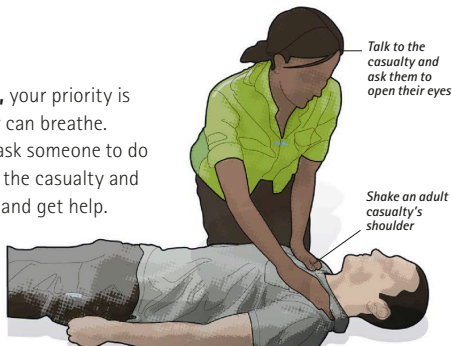 , your priority is
can breathe.
ask someone to do
the casualty and
and get help.
Talk to the
casualty and
ask them to
open their eyes
Shake an adult
casualty's
shoulder